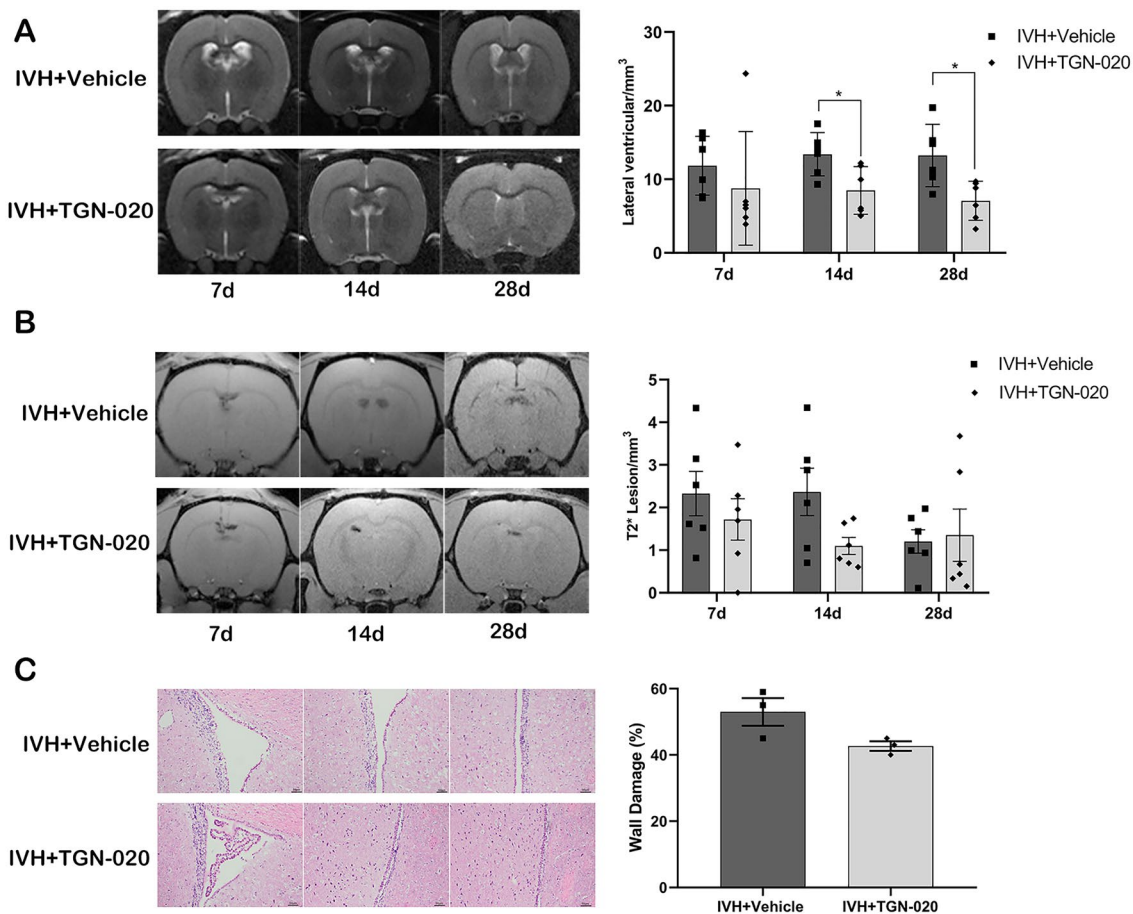 A
IVH+Vehicle
IVH+TGN-020
7d 14d 28d
Lateral ventricular/mm³
30
20
10
0
* *
IVH+Vehicle
IVH+TGN-020
7d 14d 28d
B
IVH+Vehicle
IVH+TGN-020
7d 14d 28d
T2* Lesion/mm³
5
4
3
2
1
0
IVH+Vehicle
IVH+TGN-020
7d 14d 28d
C
IVH+Vehicle
IVH+TGN-020
Wall Damage (%)
60
40
20
0
IVH+Vehicle IVH+TGN-020